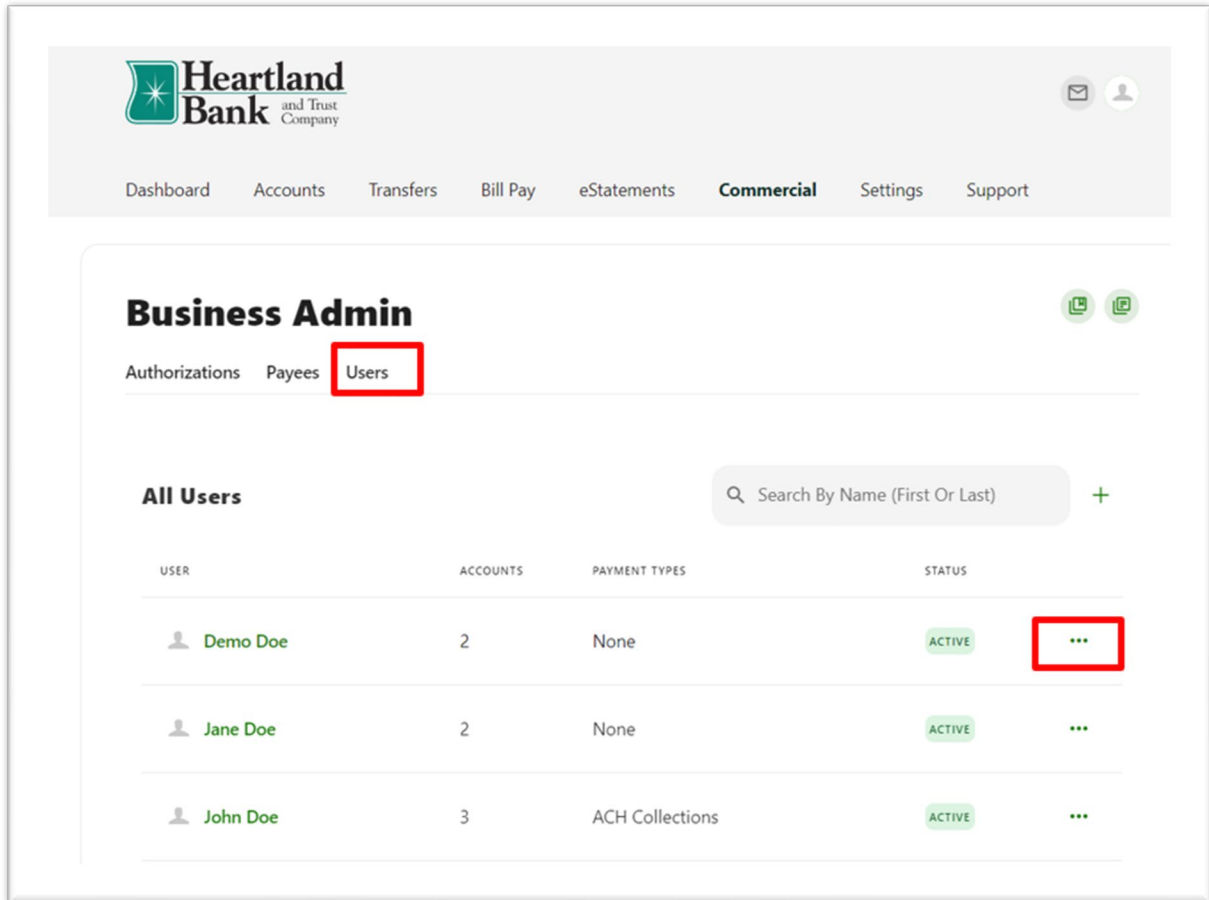 Heartland
Bank and Trust Company
Dashboard Accounts Transfers Bill Pay eStatements Commercial Settings Support
Business Admin
Authorizations Payees Users
All Users Search By Name (First Or Last)
USER ACCOUNTS PAYMENT TYPES STATUS
Demo Doe 2 None ACTIVE
Jane Doe 2 None ACTIVE
John Doe 3 ACH Collections ACTIVE